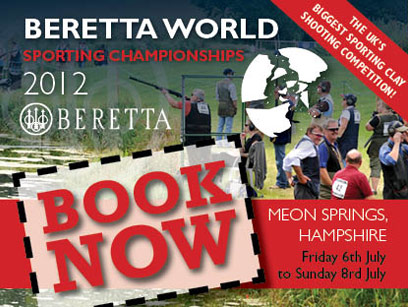 BERETTA WORLD
SPORTING CHAMPIONSHIPS
2012
BERETTA
THE UK'S
BIGGEST SPORTING CLAY
SHOOTING COMPETITION!
BOOK
NOW
MEON SPRINGS,
HAMPSHIRE
Friday 6th July
to Sunday 8rd July